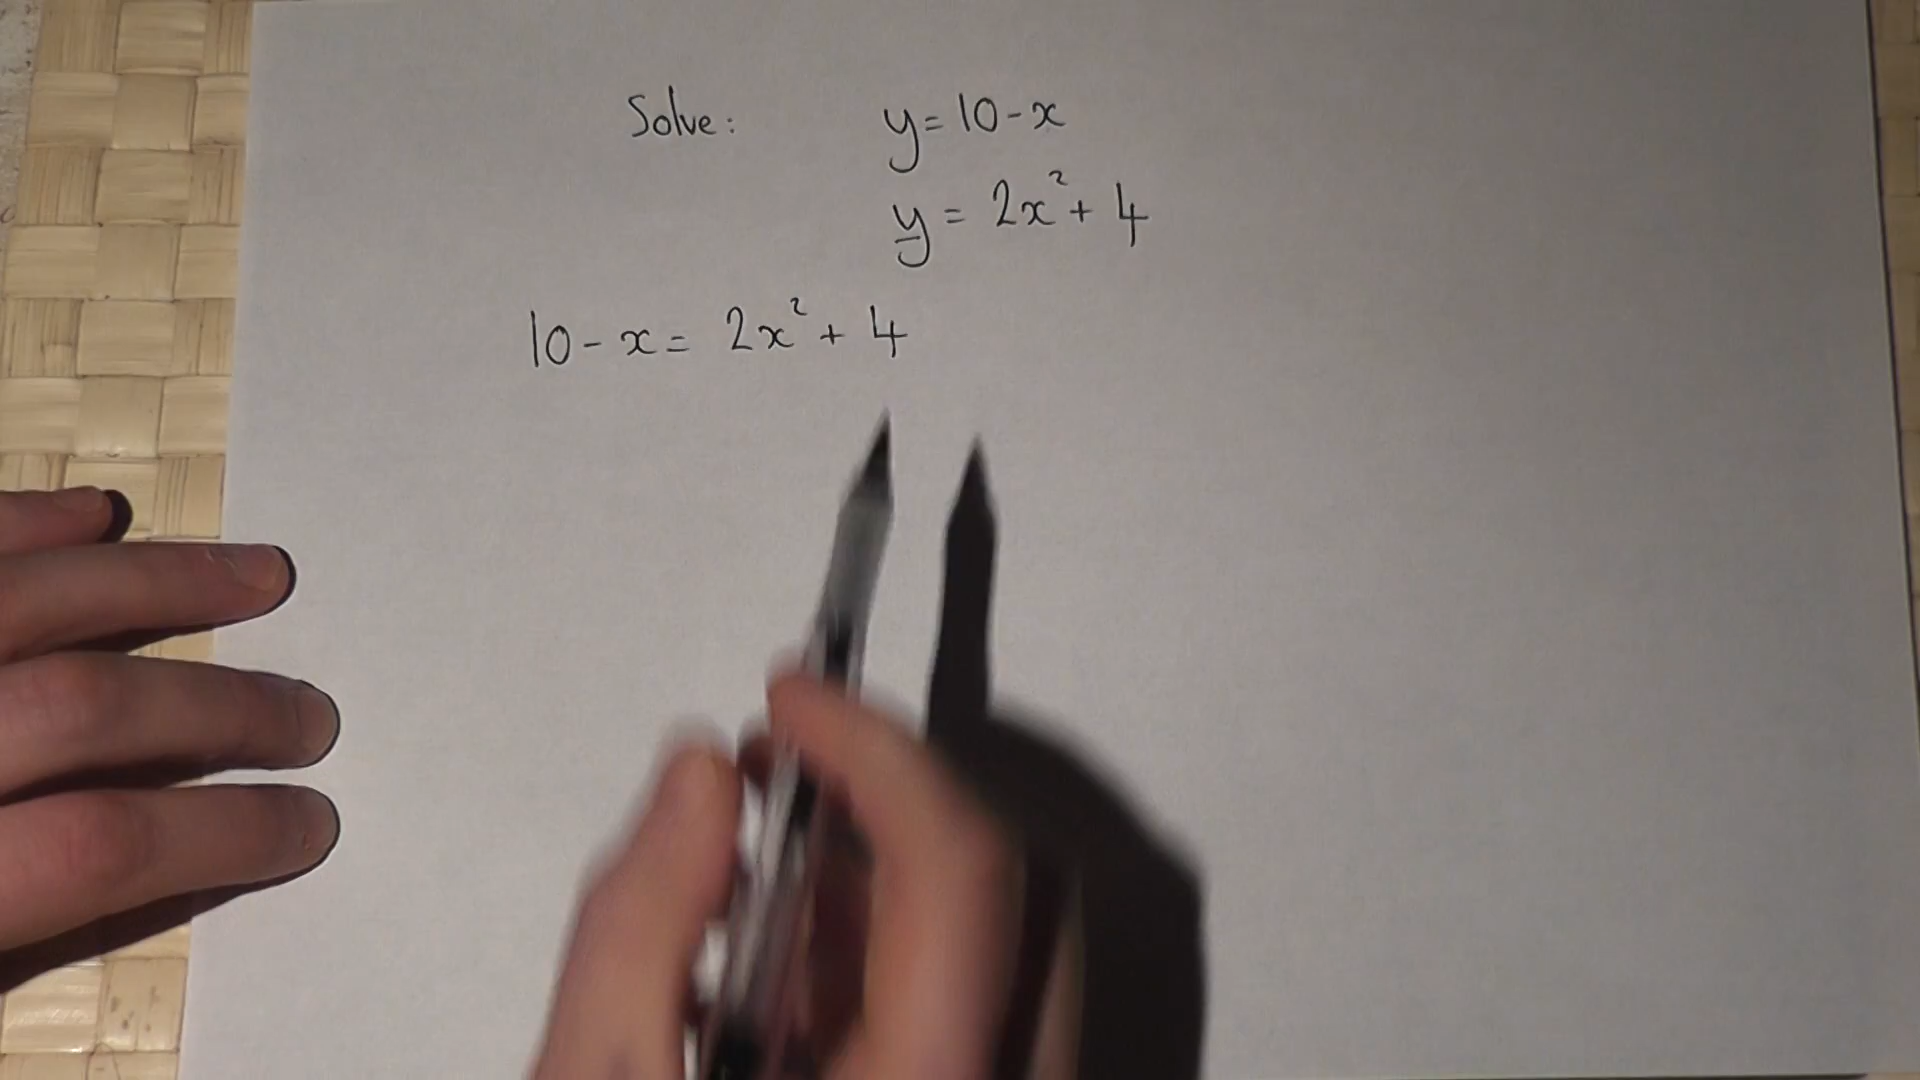 Solve: y = 10 - x
y = 2x² + 4
10 - x = 2x² + 4